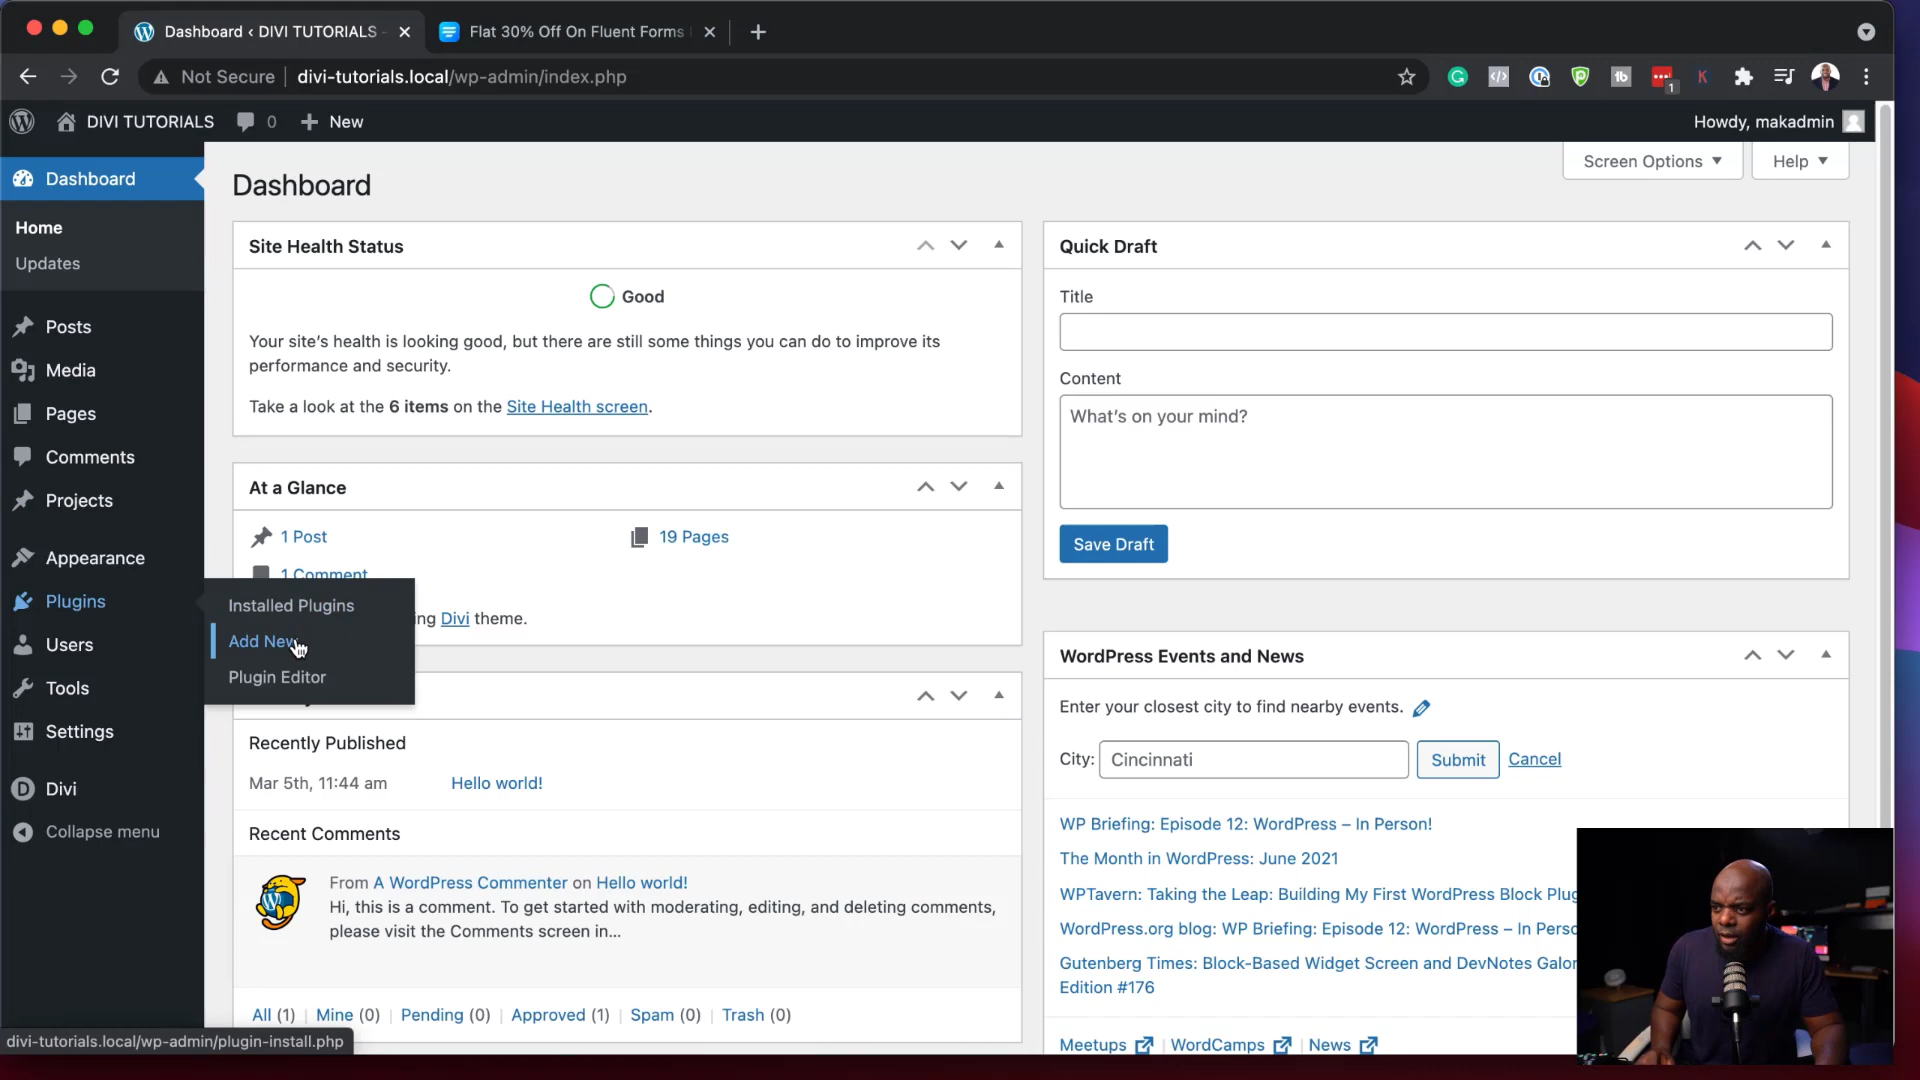 Dashboard ‹ DIVI TUTORIALS -
Flat 30% Off On Fluent Forms
Not Secure
divi-tutorials.local/wp-admin/index.php
1
DIVI TUTORIALS
0
New
Howdy, makadmin
Dashboard
Home
Updates
Posts
Media
Pages
Comments
Projects
Appearance
Plugins
Users
Tools
Settings
Divi
Collapse menu
Installed Plugins
Add New
Plugin Editor
Screen Options
Help
Dashboard
Site Health Status
Good
Your site's health is looking good, but there are still some things you can do to improve its
performance and security.
Take a look at the 6 items on the Site Health screen.
At a Glance
1 Post
19 Pages
1 Comment
ing Divi theme.
Recently Published
Mar 5th, 11:44 am
Hello world!
Recent Comments
From A WordPress Commenter on Hello world!
Hi, this is a comment. To get started with moderating, editing, and deleting comments,
please visit the Comments screen in...
All (1) | Mine (0) | Pending (0) | Approved (1) | Spam (0) | Trash (0)
Quick Draft
Title
Content
What's on your mind?
Save Draft
WordPress Events and News
Enter your closest city to find nearby events.
City:
Cincinnati
Submit
Cancel
WP Briefing: Episode 12: WordPress – In Person!
The Month in WordPress: June 2021
WPTavern: Taking the Leap: Building My First WordPress Block Plug
WordPress.org blog: WP Briefing: Episode 12: WordPress – In Perso
Gutenberg Times: Block-Based Widget Screen and DevNotes Galor
Edition #176
Meetups | WordCamps | News
divi-tutorials.local/wp-admin/plugin-install.php